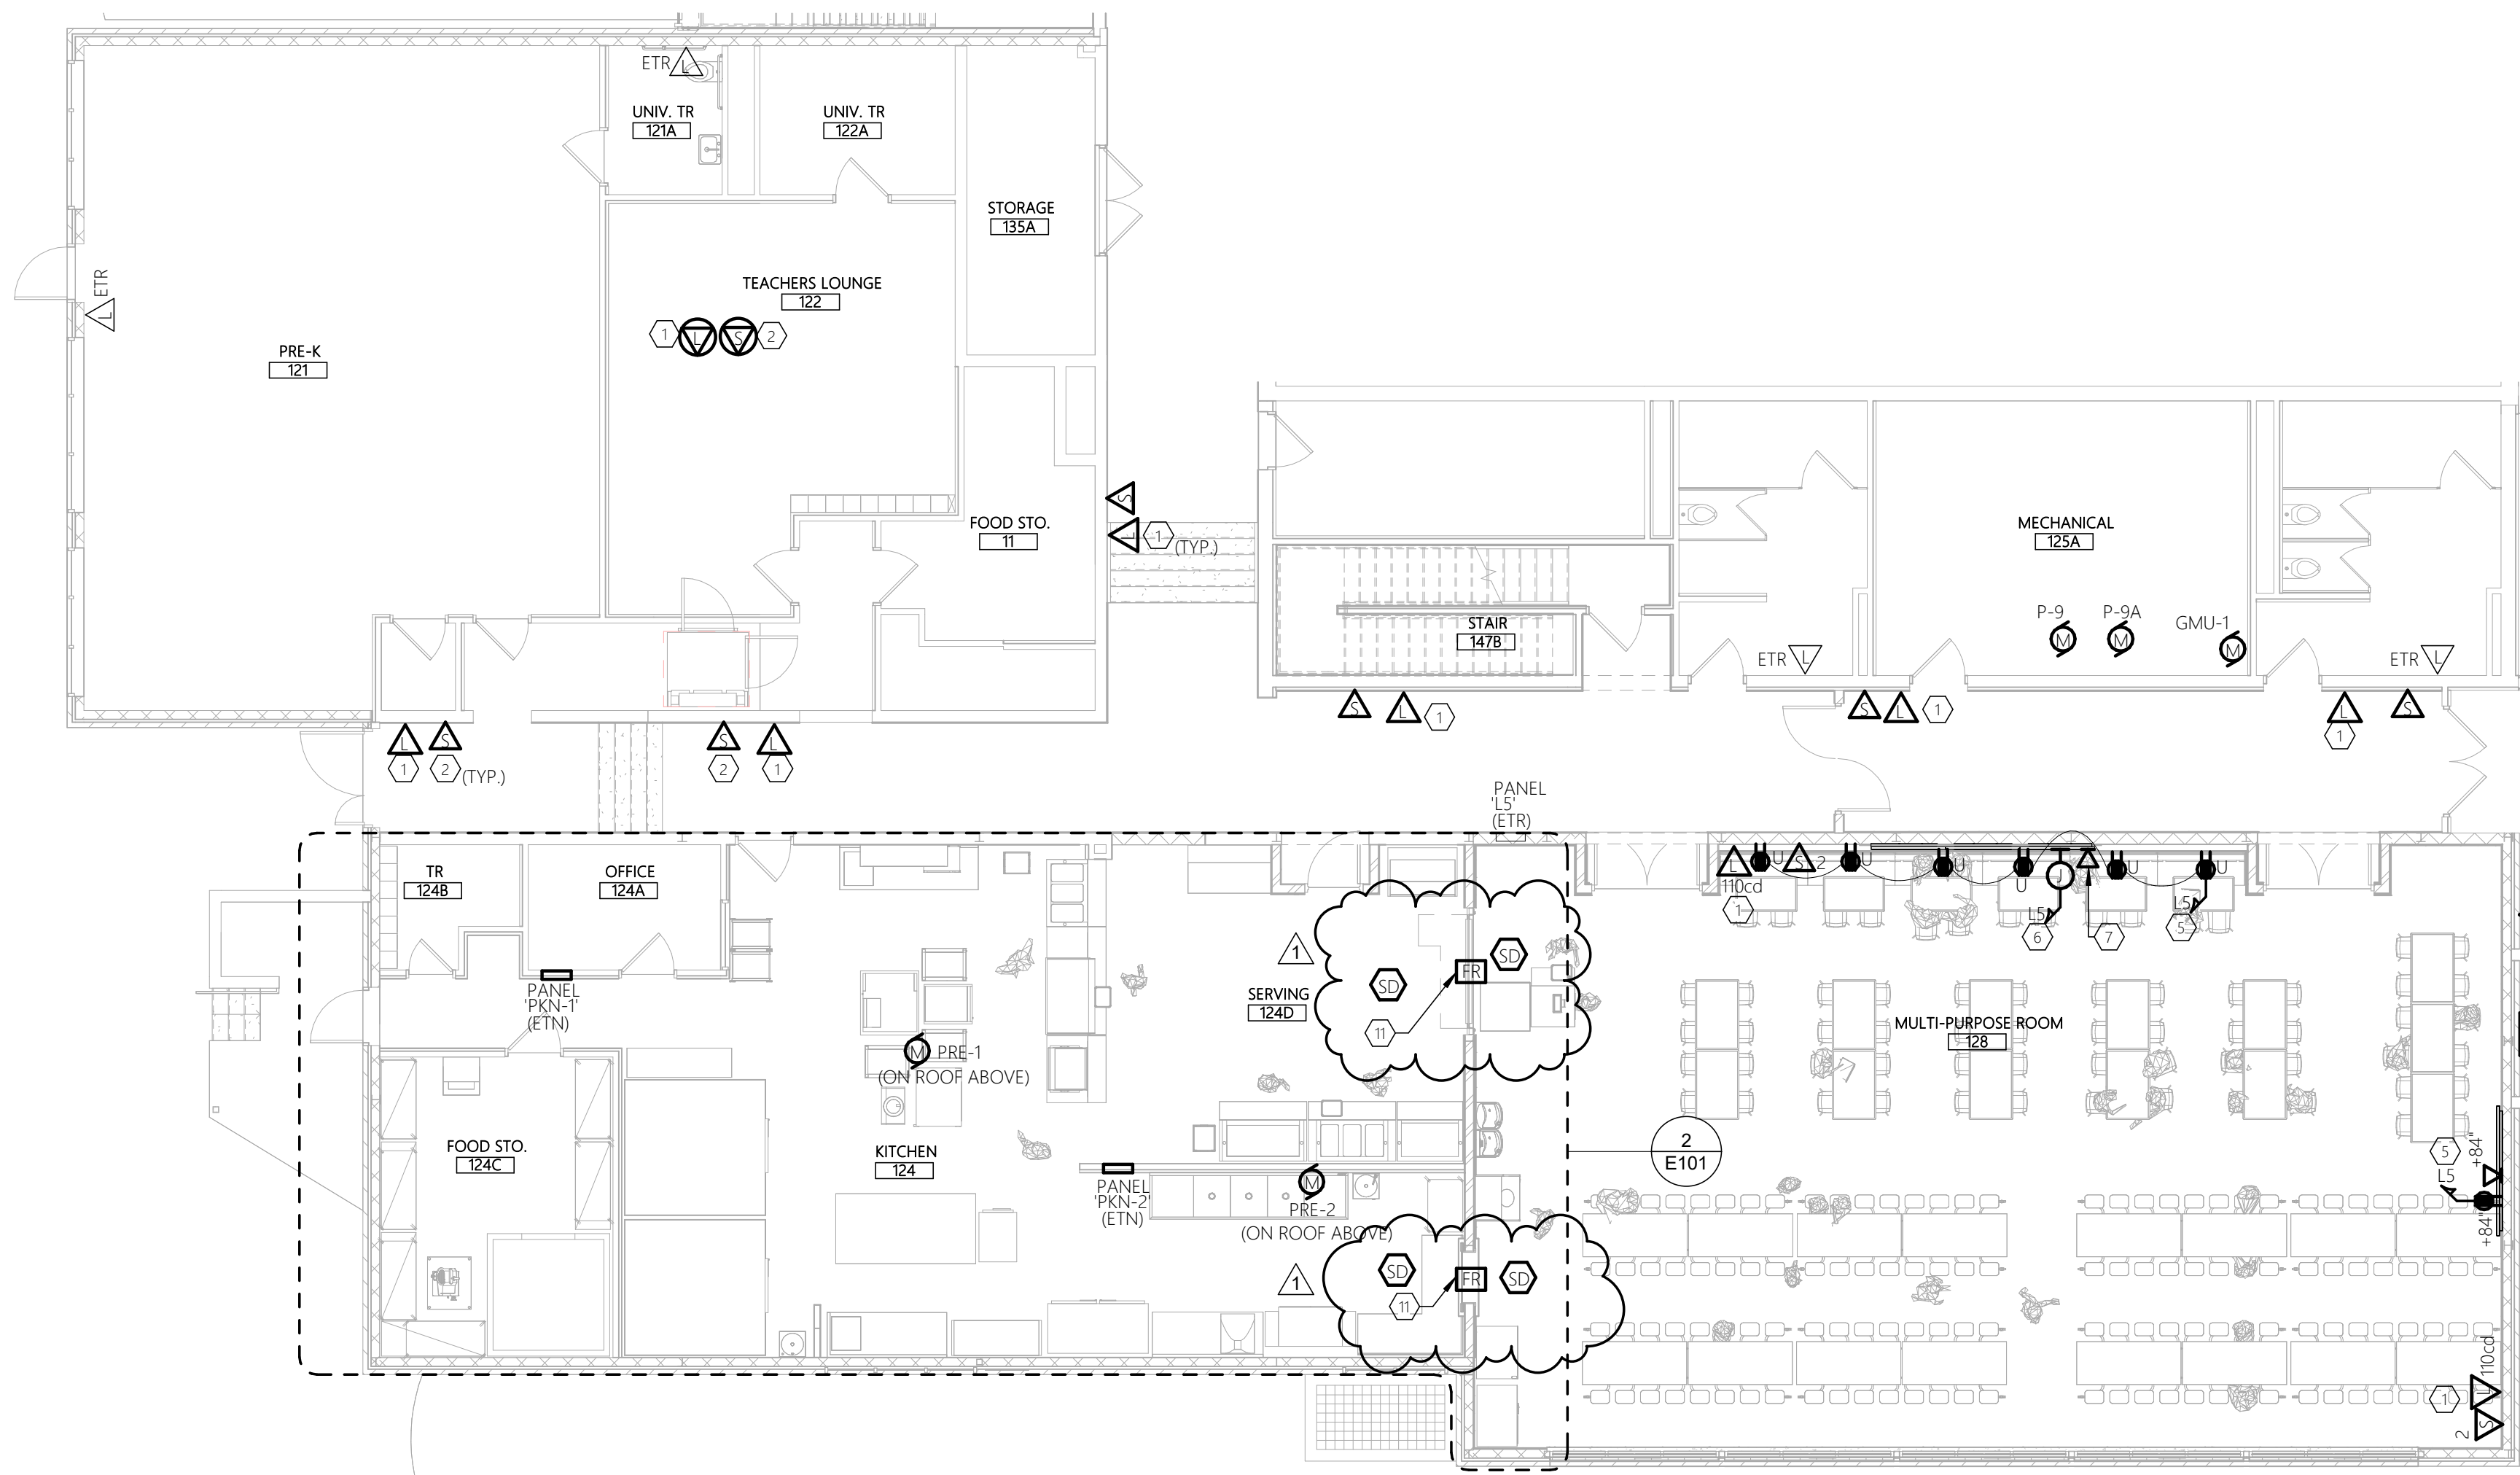 ETR L
UNIV. TR
121A
UNIV. TR
122A
STORAGE
135A
ETR
L
TEACHERS LOUNGE
122
1 L S 2
PRE-K
121
S
L 1 (TYP.)
FOOD STO.
11
MECHANICAL
125A
STAIR
147B
P-9
M
P-9A
M
GMU-1
M
ETR L
ETR L
S L 1
S L 1
L S
1
L S
1 2 (TYP.)
S L
2 1
PANEL
'L5'
(ETR)
L U S 2 U U U J U U
110cd
1
L5
6
7
L5
5
TR
124B
OFFICE
124A
PANEL
'PKN-1'
(ETN)
1
SD
FR
SD
11
SERVING
124D
MULTI-PURPOSE ROOM
128
M PRE-1
(ON ROOF ABOVE)
FOOD STO.
124C
KITCHEN
124
PANEL
'PKN-2'
(ETN)
M
PRE-2
(ON ROOF ABOVE)
2
E101
5
L5
+84"
+84"
1
SD
FR
SD
11
110cd
1 L
2 S